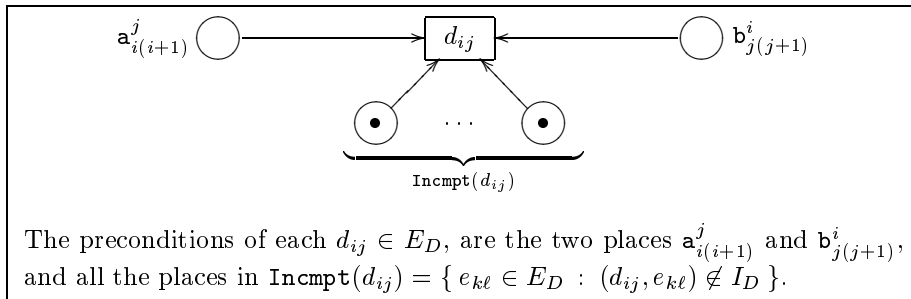 a^j_{i(i+1)} d_{ij} b^i_{j(j+1)}
· · ·
Incmpt(d_{ij})
The preconditions of each d_{ij} ∈ E_D, are the two places a^j_{i(i+1)} and b^i_{j(j+1)},
and all the places in Incmpt(d_{ij}) = { e_{kℓ} ∈ E_D : (d_{ij}, e_{kℓ}) ∉ I_D }.